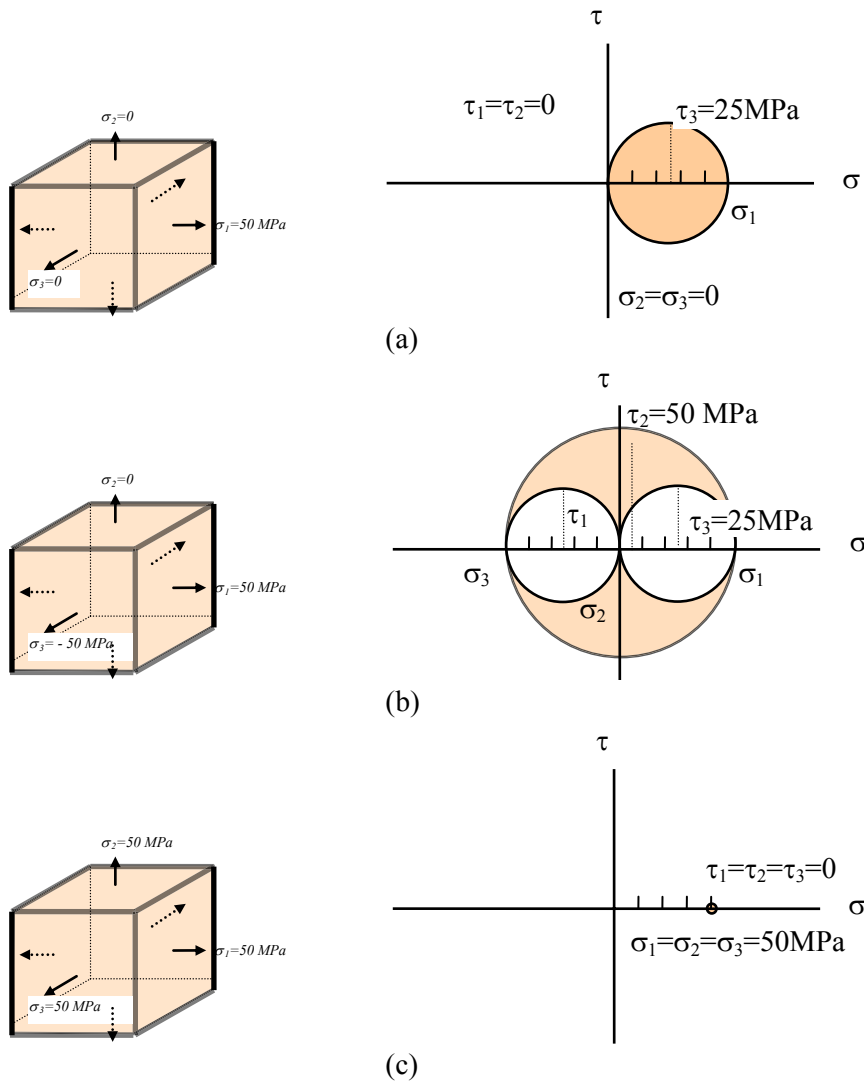 τ
σ₂=0
τ₁=τ₂=0
τ₃=25MPa
σ
σ₁=50 MPa
σ₁
σ₃=0
σ₂=σ₃=0
(a)
τ
τ₂=50 MPa
σ₂=0
τ₁
τ₃=25MPa
σ
σ₁=50 MPa
σ₃
σ₁
σ₂
σ₃= - 50 MPa
(b)
τ
σ₂=50 MPa
τ₁=τ₂=τ₃=0
σ
σ₁=50 MPa
σ₁=σ₂=σ₃=50MPa
σ₃=50 MPa
(c)